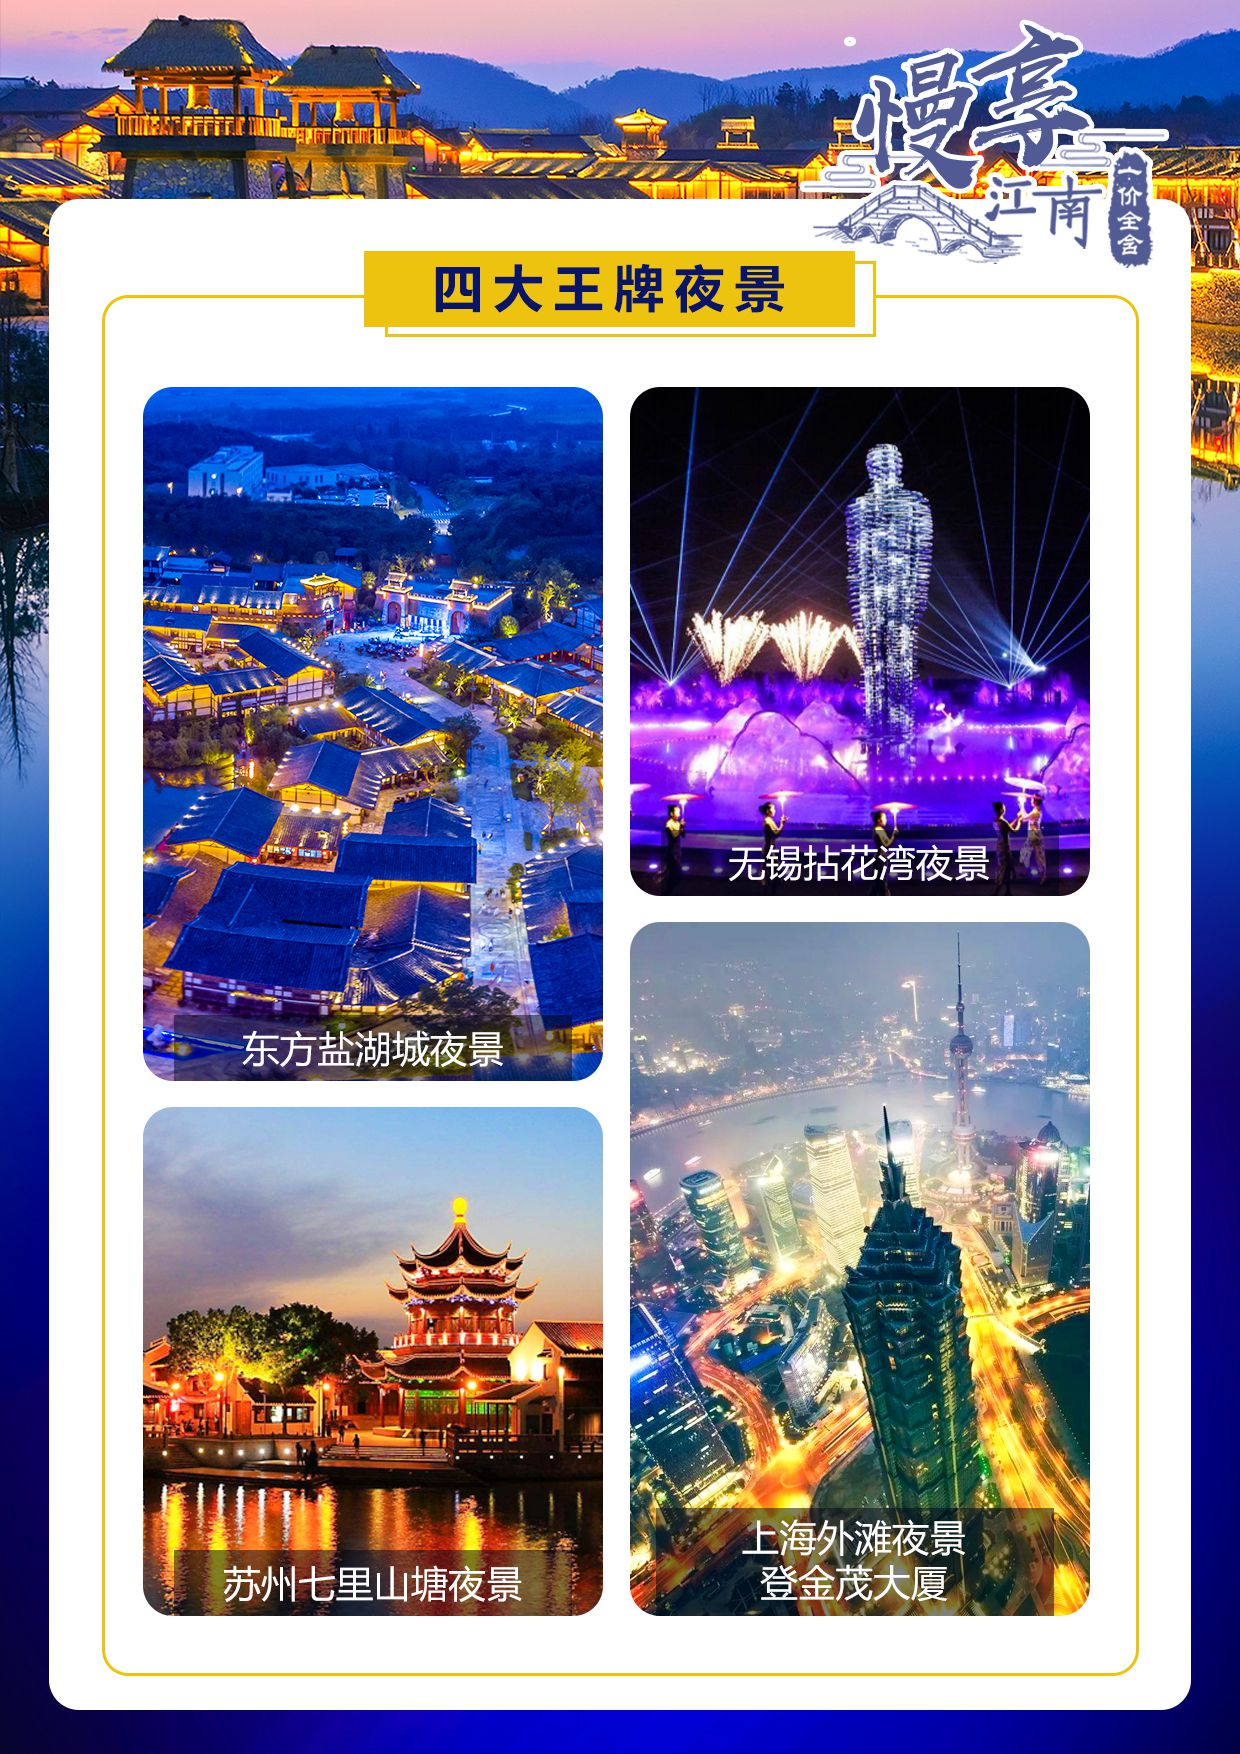 慢享
江南
一价全含
四大王牌夜景
东方盐湖城夜景
无锡拈花湾夜景
苏州七里山塘夜景
上海外滩夜景
登金茂大厦